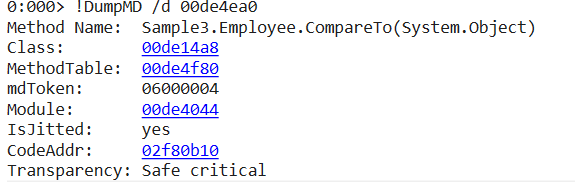 0:000> !DumpMD /d 00de4ea0
Method Name:  Sample3.Employee.CompareTo(System.Object)
Class:        00de14a8
MethodTable:  00de4f80
mdToken:      06000004
Module:       00de4044
IsJitted:     yes
CodeAddr:     02f80b10
Transparency: Safe critical